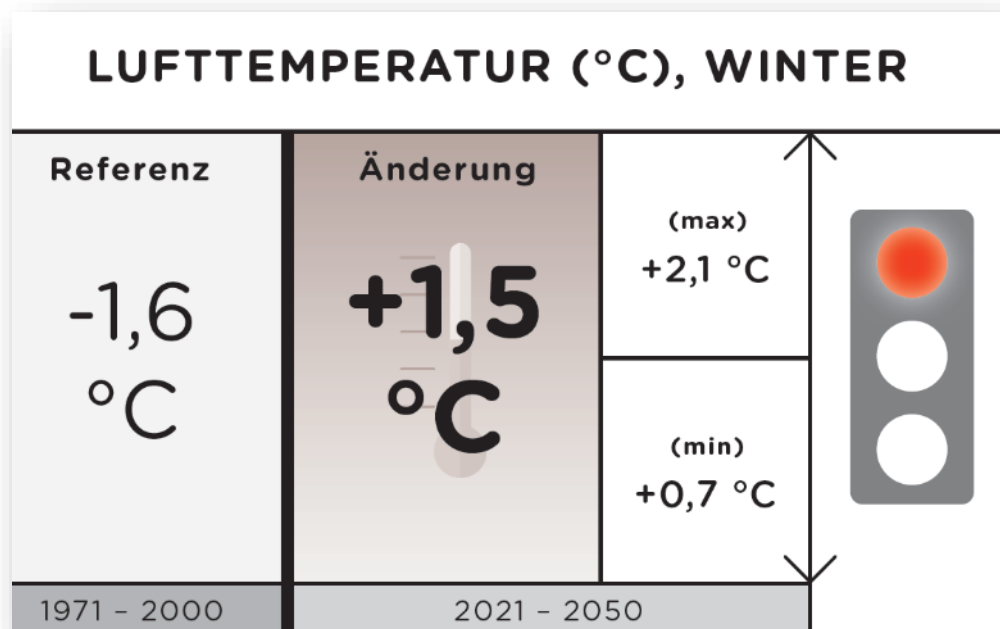 LUFTTEMPERATUR (°C), WINTER
Referenz
-1,6
°C
1971 – 2000
Änderung
+1,5
°C
(max)
+2,1 °C
(min)
+0,7 °C
2021 – 2050